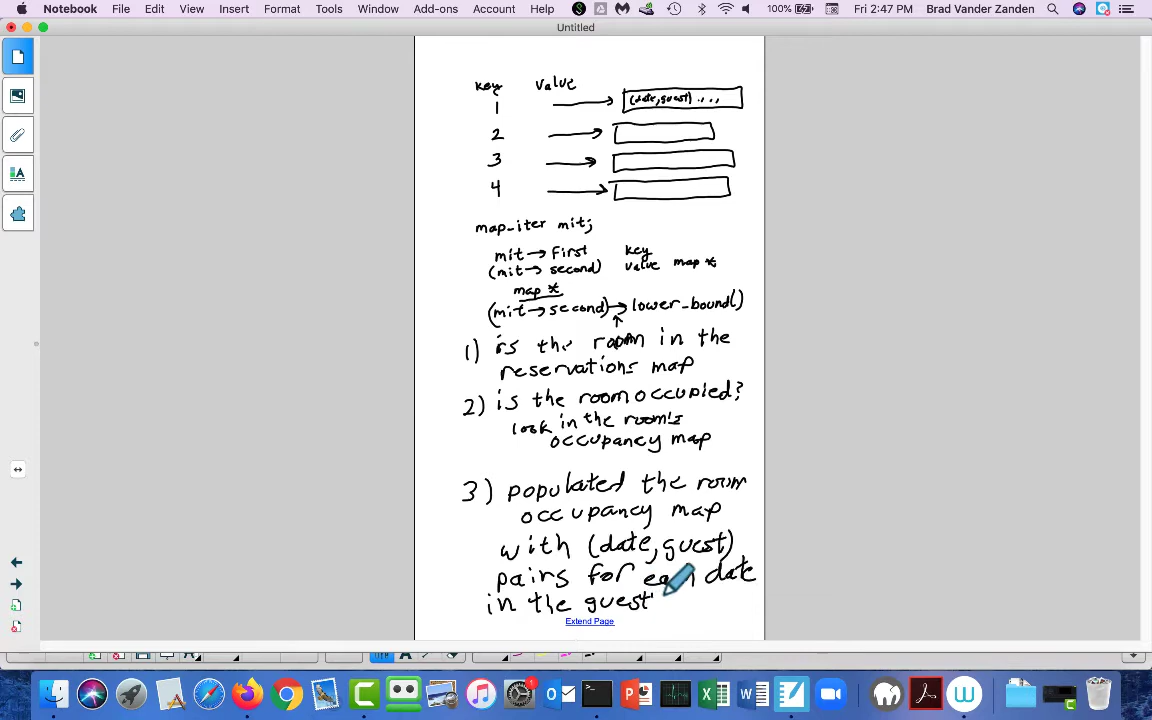 Notebook File Edit View Insert Format Tools Window Add-ons Account Help 100% Fri 2:47 PM Brad Vander Zanden
Untitled
key value
1 (date,guest) ...
2
3
4
map_iter mit;
mit → first key
(mit → second) value map *
map *
(mit → second) → lower_bound()
1) is the room in the
reservations map
2) is the room occupied?
look in the room's
occupancy map
3) populated the room
occupancy map
with (date, guest)
pairs for each date
in the guest'
Extend Page